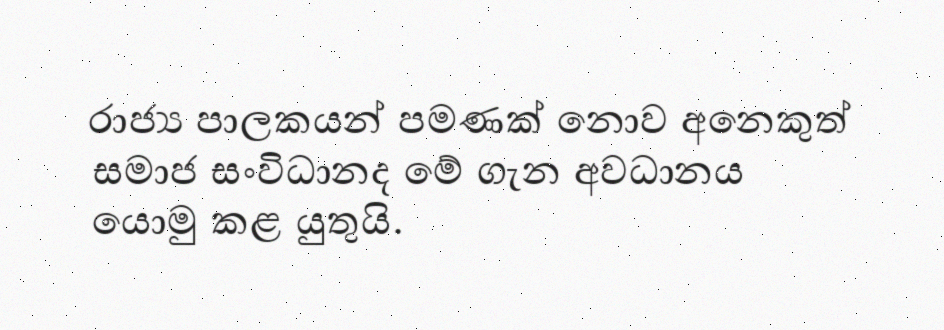 රාජ්‍ය පාලකයන් පමණක් නොව අනෙකුත්
සමාජ සංවිධානද මේ ගැන අවධානය
යොමු කළ යුතුයි.